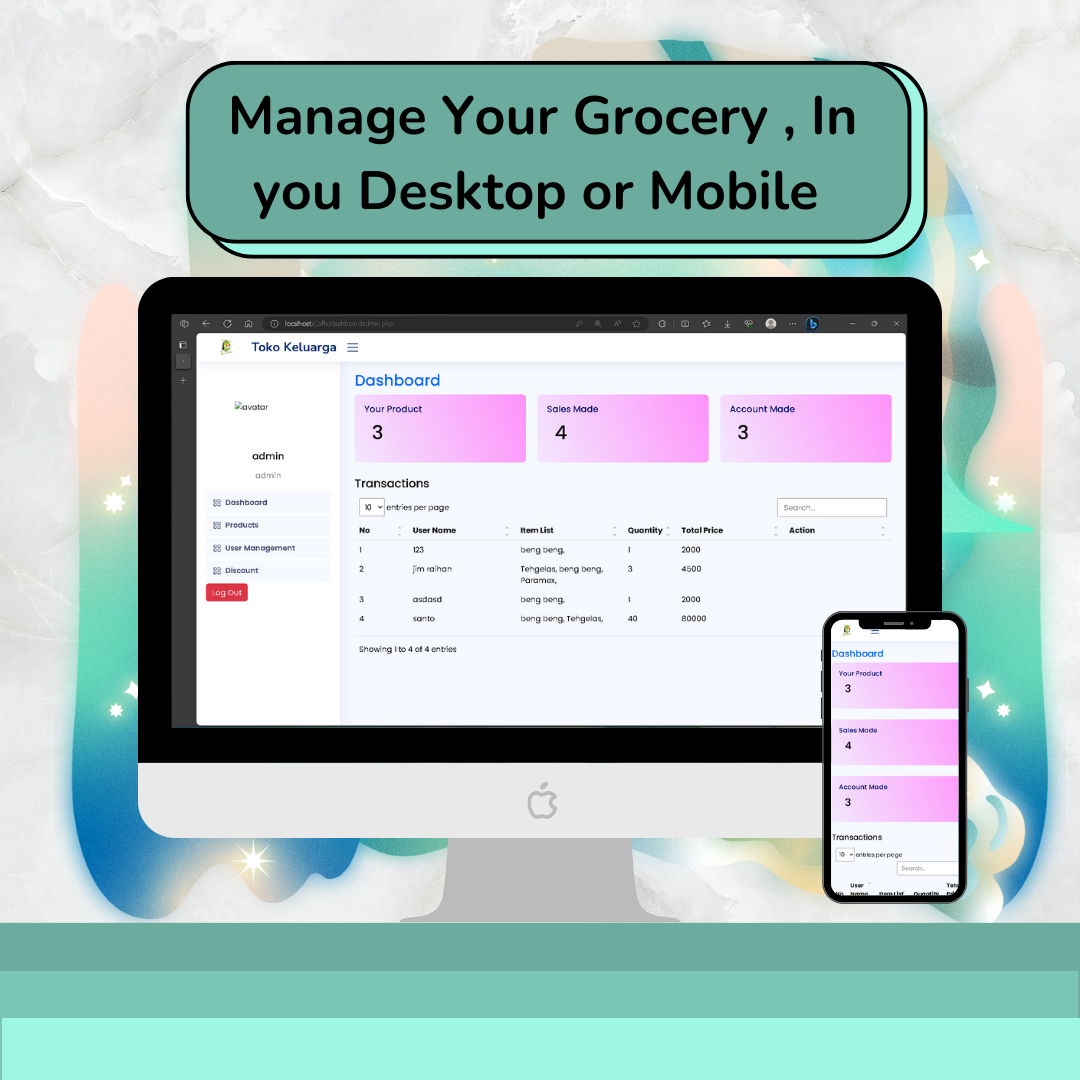 Manage Your Grocery , In
you Desktop or Mobile
localhost/Caffu/dashboardadmin.php
Toko Keluarga
avatar
admin
admin
Dashboard
Products
User Management
Discount
Log Out
Dashboard
Your Product
3
Sales Made
4
Account Made
3
Transactions
10 entries per page
Search...
No User Name Item List Quantity Total Price Action
1 123 beng beng, 1 2000
2 jim raihan Tehgelas, beng beng, 3 4500
Paramex,
3 asdasd beng beng, 1 2000
4 santo beng beng, Tehgelas, 40 80000
Showing 1 to 4 of 4 entries
Dashboard
Your Product
3
Sales Made
4
Account Made
3
Transactions
10 entries per page
Search...
User
No Name Item List Quantity